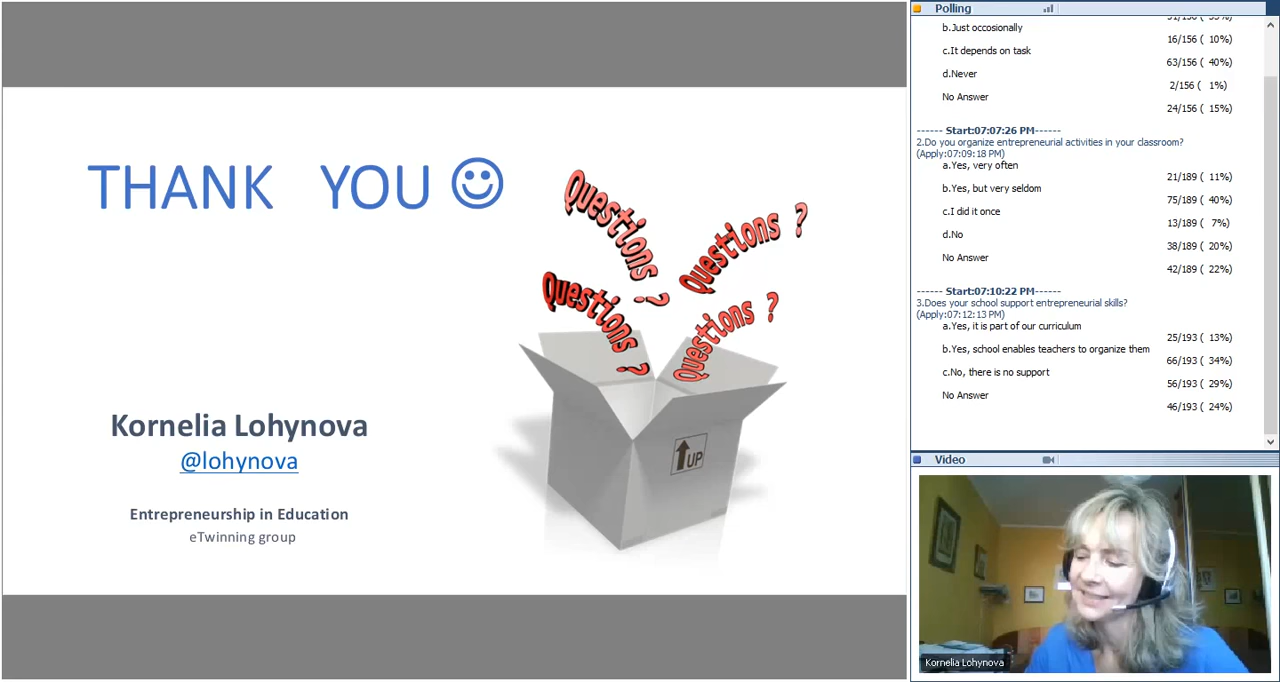 THANK YOU
Questions ?
Questions ?
Questions ?
Questions ?
UP
Kornelia Lohynova
@lohynova
Entrepreneurship in Education
eTwinning group
Polling
b.Just occosionally
16/156 ( 10%)
c.It depends on task
63/156 ( 40%)
d.Never
2/156 ( 1%)
No Answer
24/156 ( 15%)
------ Start:07:07:26 PM------
2.Do you organize entrepreneurial activities in your classroom?
(Apply:07:09:18 PM)
a.Yes, very often
21/189 ( 11%)
b.Yes, but very seldom
75/189 ( 40%)
c.I did it once
13/189 ( 7%)
d.No
38/189 ( 20%)
No Answer
42/189 ( 22%)
------ Start:07:10:22 PM------
3.Does your school support entrepreneurial skills?
(Apply:07:12:13 PM)
a.Yes, it is part of our curriculum
25/193 ( 13%)
b.Yes, school enables teachers to organize them
66/193 ( 34%)
c.No, there is no support
56/193 ( 29%)
No Answer
46/193 ( 24%)
Video
Kornelia Lohynova